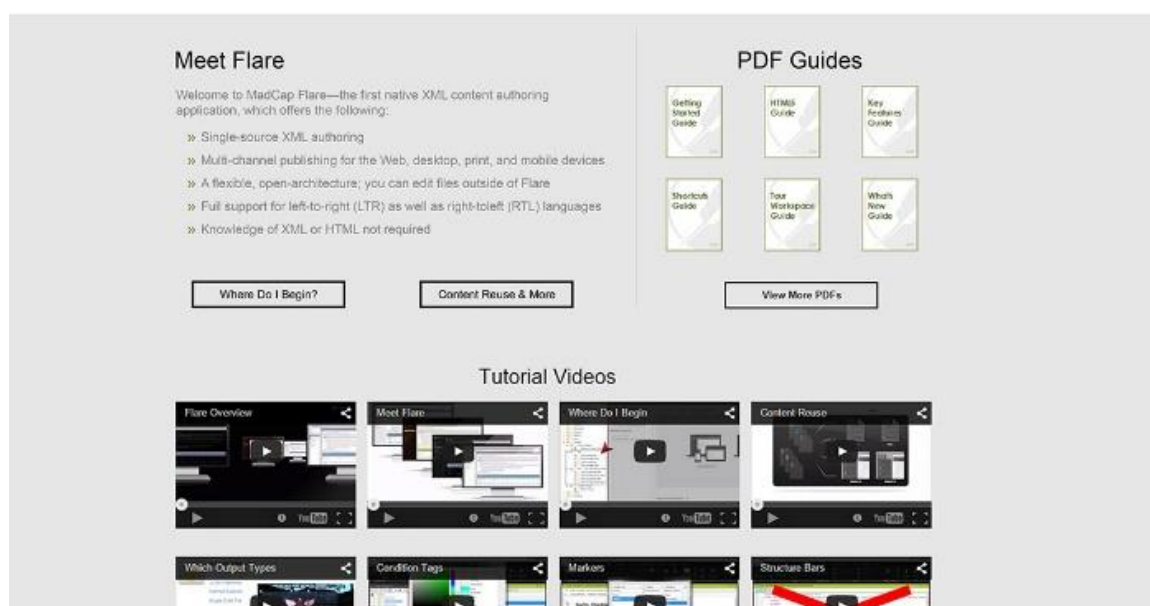 Meet Flare
Welcome to MadCap Flare—the first native XML content authoring
application, which offers the following:
» Single-source XML authoring
» Multi-channel publishing for the Web, desktop, print, and mobile devices
» A flexible, open-architecture; you can edit files outside of Flare
» Full support for left-to-right (LTR) as well as right-toleft (RTL) languages
» Knowledge of XML or HTML not required
Where Do I Begin?
Content Reuse & More
PDF Guides
Getting
Started
Guide
HTML5
Guide
Key
Features
Guide
Shortcuts
Guide
Tour
Workspace
Guide
What's
New
Guide
View More PDFs
Tutorial Videos
Flare Overview
Meet Flare
Where Do I Begin
Content Reuse
YouTube
YouTube
YouTube
YouTube
Which Output Types
Condition Tags
Markers
Structure Bars